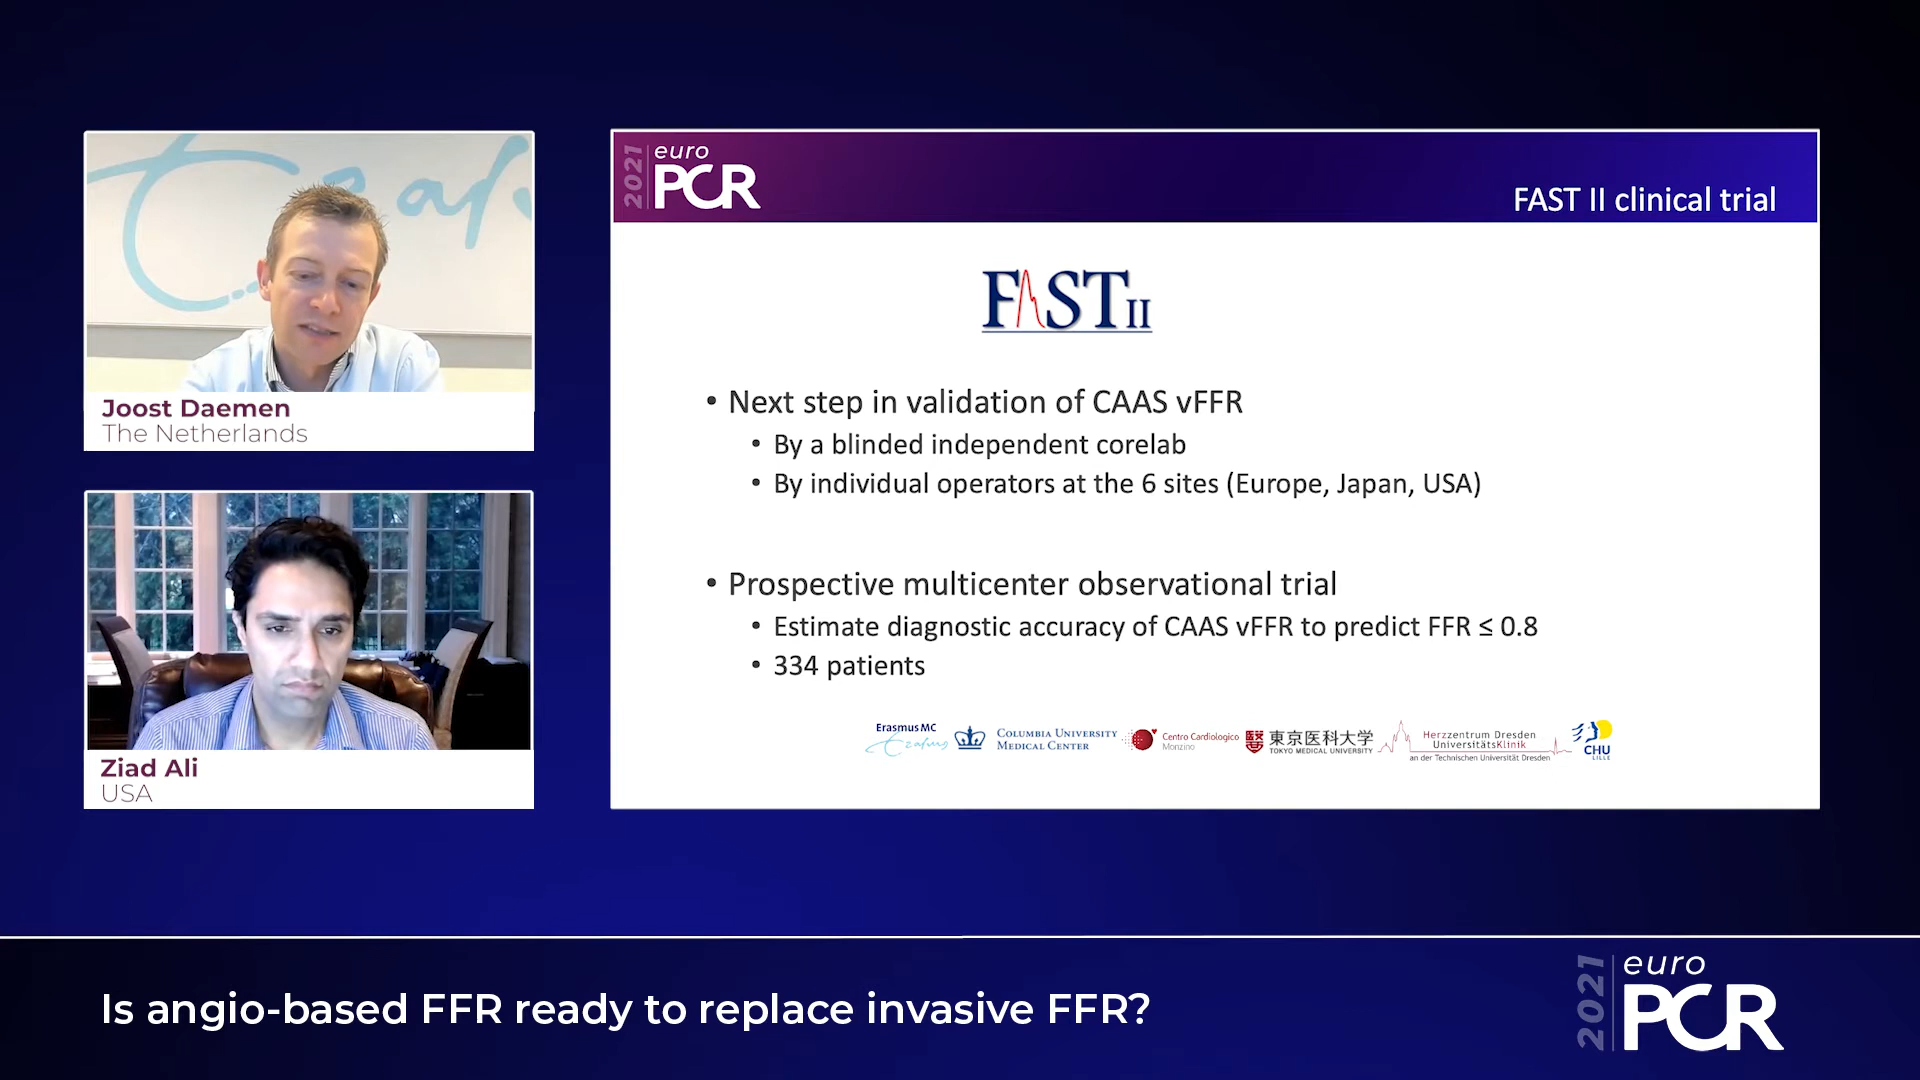 Joost Daemen
The Netherlands
Ziad Ali
USA
2021
euro
PCR
FAST II clinical trial
FAST II
• Next step in validation of CAAS vFFR
• By a blinded independent corelab
• By individual operators at the 6 sites (Europe, Japan, USA)
• Prospective multicenter observational trial
• Estimate diagnostic accuracy of CAAS vFFR to predict FFR ≤ 0.8
• 334 patients
Erasmus MC
Erasmus
COLUMBIA UNIVERSITY
MEDICAL CENTER
Centro Cardiologico
Monzino
東京医科大学
TOKYO MEDICAL UNIVERSITY
Herzzentrum Dresden
UniversitätsKlinik
an der Technischen Universität Dresden
CHU
LILLE
Is angio-based FFR ready to replace invasive FFR?
2021
euro
PCR